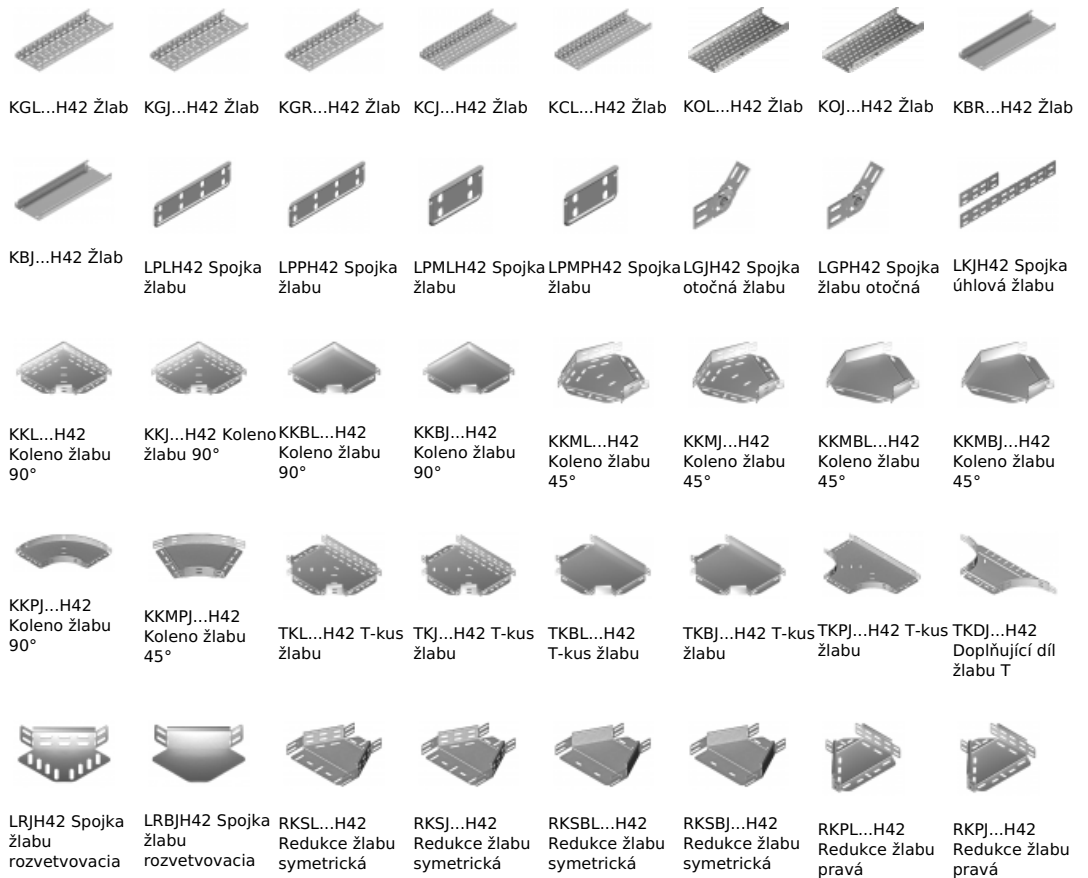 KGL...H42 Žlab
KGJ...H42 Žlab
KGR...H42 Žlab
KCJ...H42 Žlab
KCL...H42 Žlab
KOL...H42 Žlab
KOJ...H42 Žlab
KBR...H42 Žlab
KBJ...H42 Žlab
LPLH42 Spojka
žlabu
LPPH42 Spojka
žlabu
LPMLH42 Spojka
žlabu
LPMPH42 Spojka
žlabu
LGJH42 Spojka
otočná žlabu
LGPH42 Spojka
žlabu otočná
LKJH42 Spojka
úhlová žlabu
KKL...H42
Koleno žlabu
90°
KKJ...H42 Koleno
žlabu 90°
KKBL...H42
Koleno žlabu
90°
KKBJ...H42
Koleno žlabu
90°
KKML...H42
Koleno žlabu
45°
KKMJ...H42
Koleno žlabu
45°
KKMBL...H42
Koleno žlabu
45°
KKMBJ...H42
Koleno žlabu
45°
KKPJ...H42
Koleno žlabu
90°
KKMPJ...H42
Koleno žlabu
45°
TKL...H42 T-kus
žlabu
TKJ...H42 T-kus
žlabu
TKBL...H42
T-kus žlabu
TKBJ...H42 T-kus
žlabu
TKPJ...H42 T-kus
žlabu
TKDJ...H42
Doplňující díl
žlabu T
LRJH42 Spojka
žlabu
rozvetvovacia
LRBJH42 Spojka
žlabu
rozvetvovacia
RKSL...H42
Redukce žlabu
symetrická
RKSJ...H42
Redukce žlabu
symetrická
RKSBL...H42
Redukce žlabu
symetrická
RKSBJ...H42
Redukce žlabu
symetrická
RKPL...H42
Redukce žlabu
pravá
RKPJ...H42
Redukce žlabu
pravá